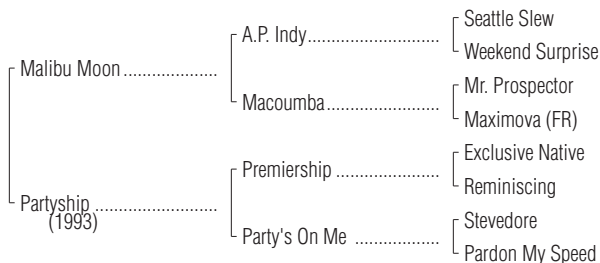 Seattle Slew
A.P. Indy..............................
Weekend Surprise
Malibu Moon.....................
Mr. Prospector
Macoumba..........................
Maximova (FR)
Exclusive Native
Premiership........................
Reminiscing
Partyship...........................
(1993)
Stevedore
Party's On Me...................
Pardon My Speed